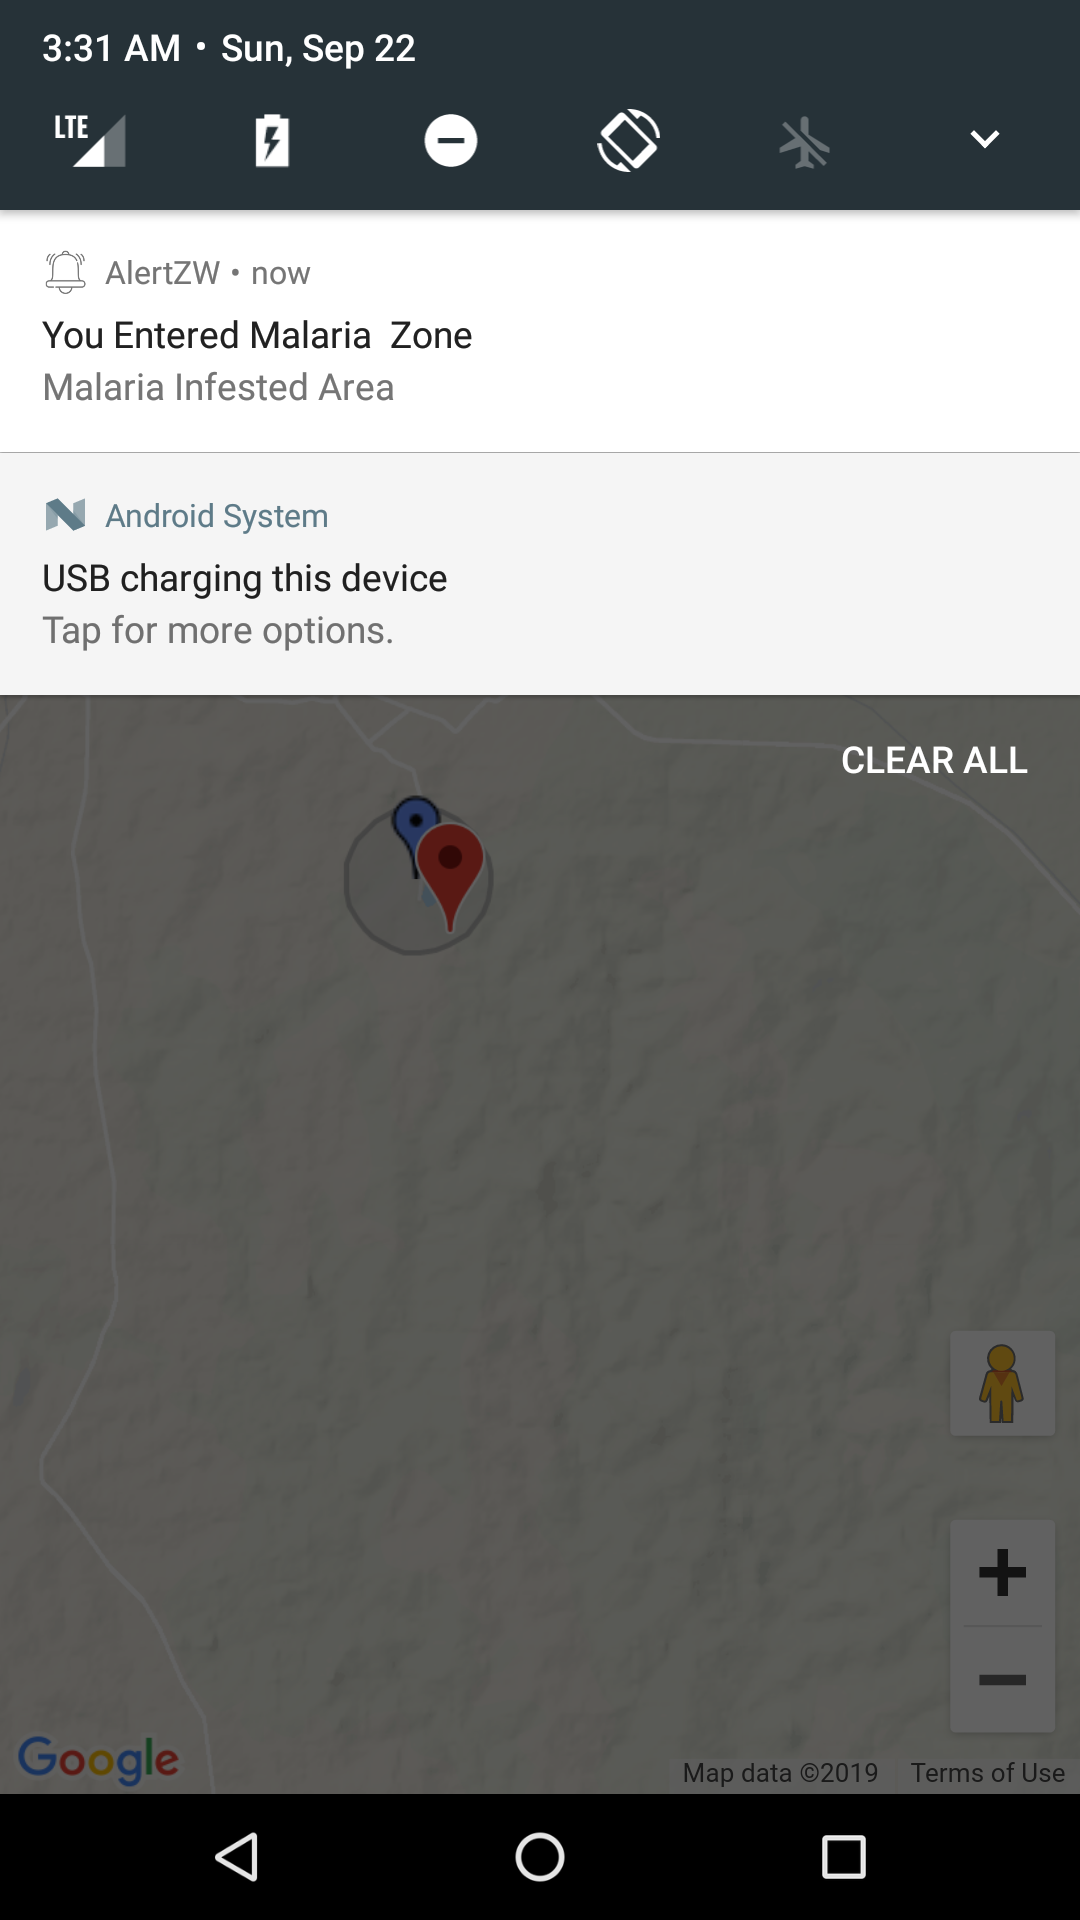 3:31 AM • Sun, Sep 22
LTE
AlertZW • now
You Entered Malaria  Zone
Malaria Infested Area
Android System
USB charging this device
Tap for more options.
CLEAR ALL
Google
Map data ©2019
Terms of Use